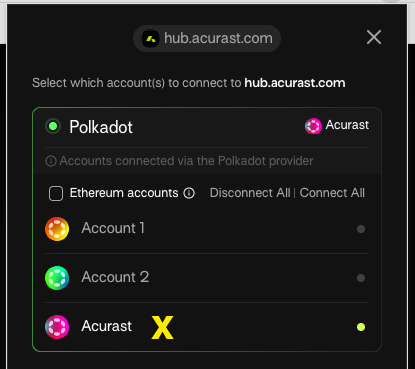 hub.acurast.com
Select which account(s) to connect to hub.acurast.com
Polkadot
Acurast
Accounts connected via the Polkadot provider
Ethereum accounts
Disconnect All | Connect All
Account 1
Account 2
Acurast X